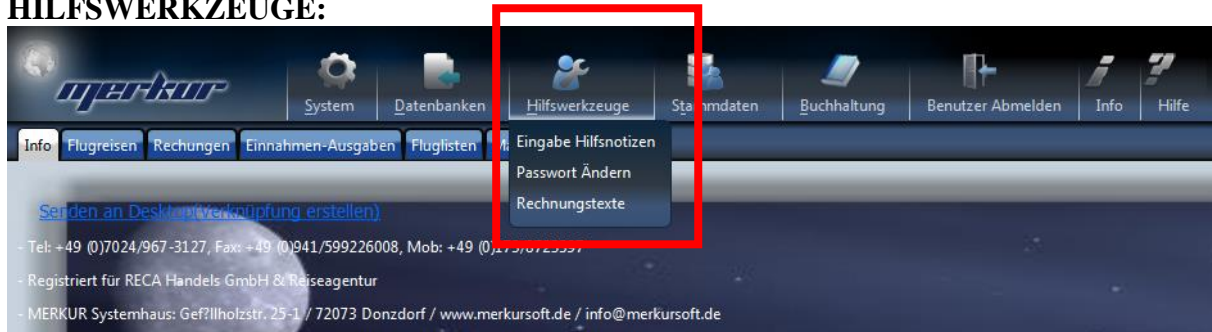 HILFSWERKZEUGE:
merkur
System Datenbanken Hilfswerkzeuge Stammdaten Buchhaltung Benutzer Abmelden Info Hilfe
Info Flugreisen Rechungen Einnahmen-Ausgaben Fluglisten
Eingabe Hilfsnotizen
Passwort Ändern
Rechnungstexte
Senden an Desktop(Verknüpfung erstellen)
- Tel: +49 (0)7024/967-3127, Fax: +49 (0)941/599226008, Mob: +49
- Registriert für RECA Handels GmbH & Reiseagentur
- MERKUR Systemhaus: Gef?llholzstr. 25-1 / 72073 Donzdorf / www.merkursoft.de / info@merkursoft.de